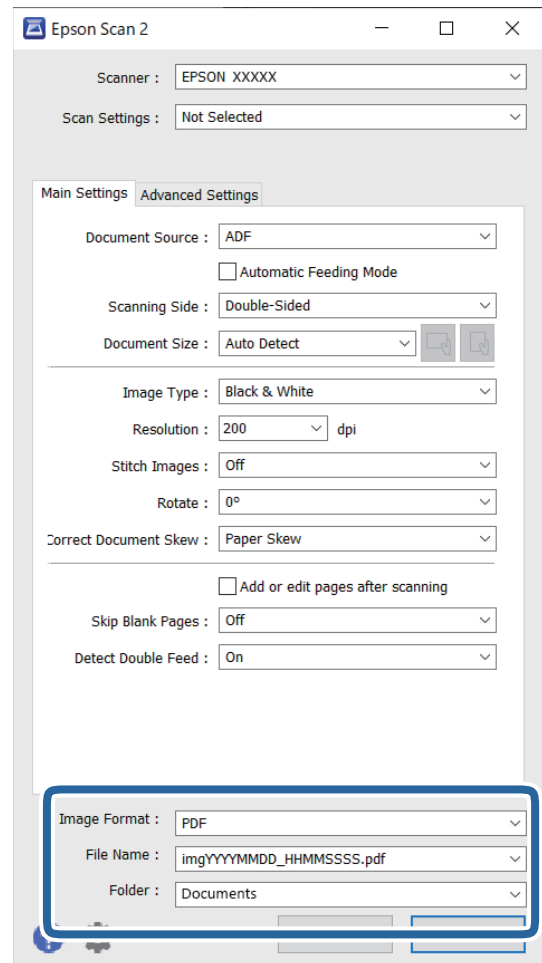 Epson Scan 2
Scanner : EPSON XXXXX
Scan Settings : Not Selected
Main Settings Advanced Settings
Document Source : ADF
Automatic Feeding Mode
Scanning Side : Double-Sided
Document Size : Auto Detect
Image Type : Black & White
Resolution : 200 dpi
Stitch Images : Off
Rotate : 0°
Correct Document Skew : Paper Skew
Add or edit pages after scanning
Skip Blank Pages : Off
Detect Double Feed : On
Image Format : PDF
File Name : imgYYYYMMDD_HHMMSSSS.pdf
Folder : Documents